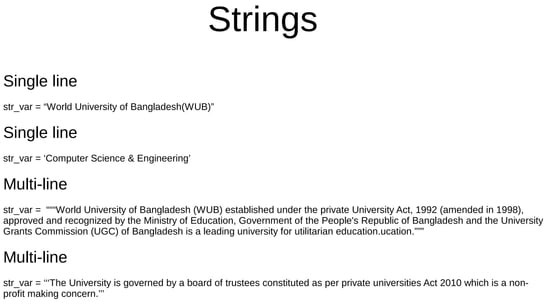 Strings
Single line
str_var = “World University of Bangladesh(WUB)”
Single line
str_var = ‘Computer Science & Engineering’
Multi-line
str_var =  """World University of Bangladesh (WUB) established under the private University Act, 1992 (amended in 1998),
approved and recognized by the Ministry of Education, Government of the People's Republic of Bangladesh and the University
Grants Commission (UGC) of Bangladesh is a leading university for utilitarian education.ucation."""
Multi-line
str_var = '''The University is governed by a board of trustees constituted as per private universities Act 2010 which is a non-
profit making concern.'''